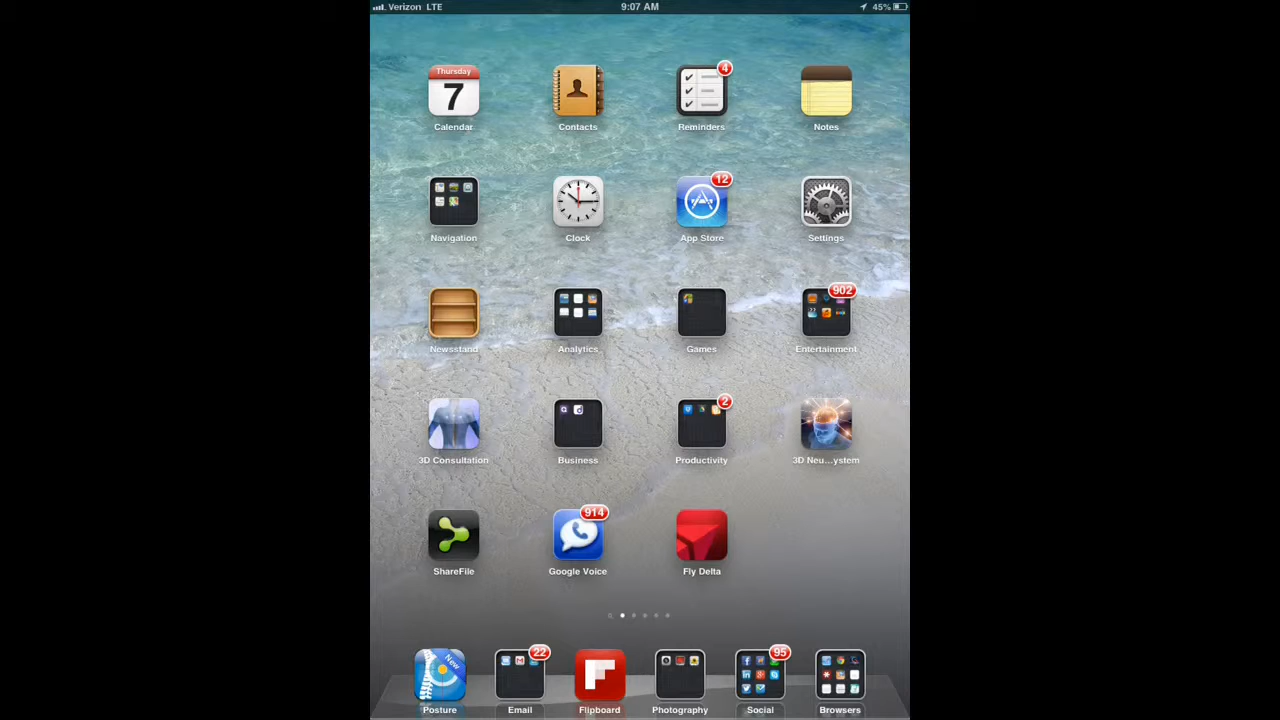 Verizon LTE 9:07 AM 45%
Thursday
7
4
Calendar Contacts Reminders Notes
12
Navigation Clock App Store Settings
902
Newsstand Analytics Games Entertainment
2
3D Consultation Business Productivity 3D Neu...ystem
914
ShareFile Google Voice Fly Delta
New 22 95
Posture Email Flipboard Photography Social Browsers